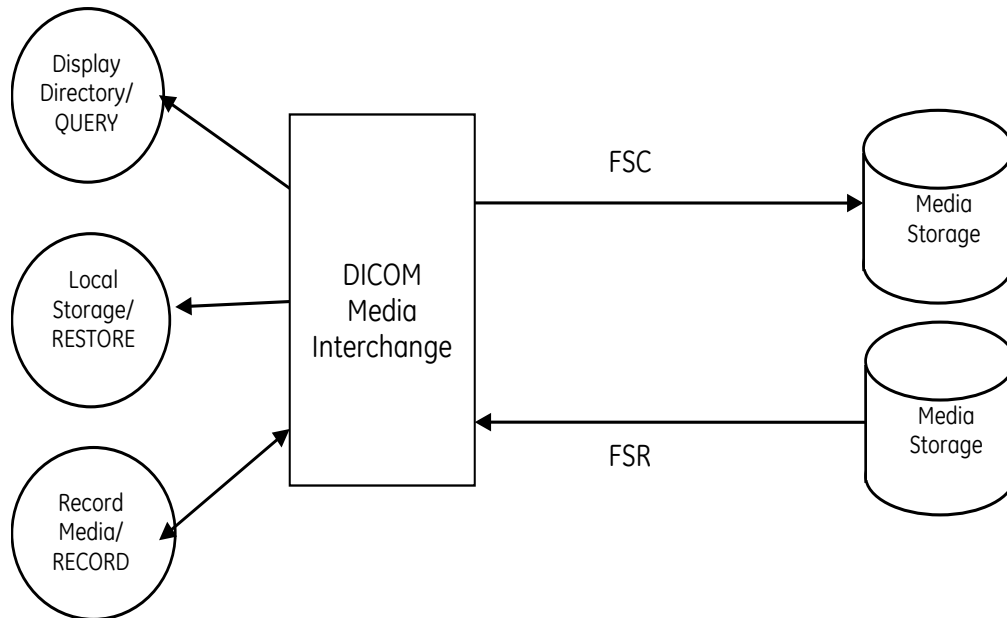 Display
Directory/
QUERY
Local
Storage/
RESTORE
Record
Media/
RECORD
DICOM
Media
Interchange
FSC
FSR
Media
Storage
Media
Storage